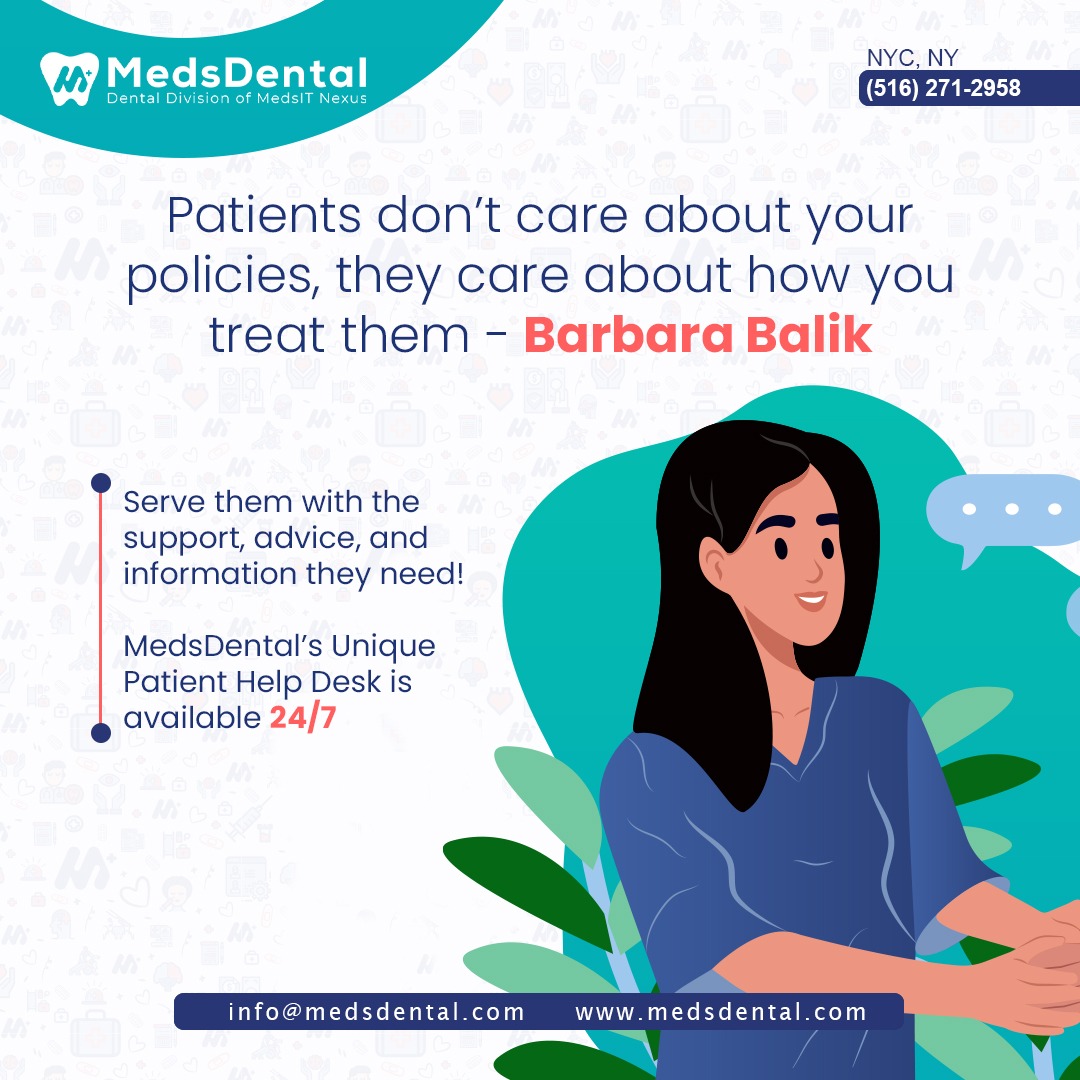 MedsDental
Dental Division of MedsIT Nexus
NYC, NY
(516) 271-2958
Patients don’t care about your
policies, they care about how you
treat them - Barbara Balik
Serve them with the
support, advice, and
information they need!
MedsDental’s Unique
Patient Help Desk is
available 24/7
info@medsdental.com www.medsdental.com